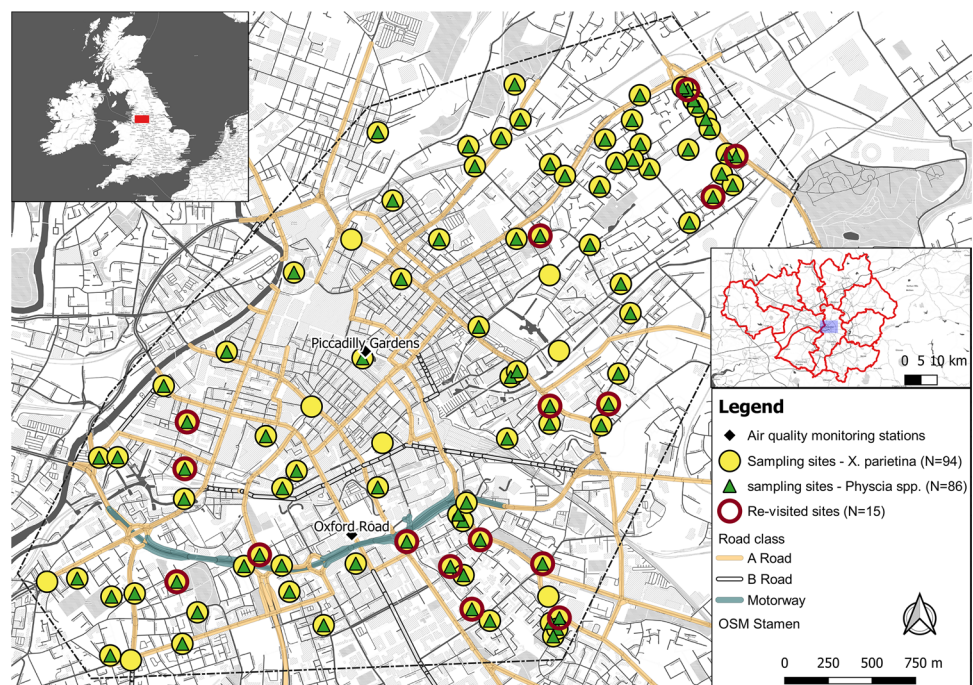 Piccadilly Gardens
Oxford Road
0 5 10 km
Legend
Air quality monitoring stations
Sampling sites - X. parietina (N=94)
sampling sites - Physcia spp. (N=86)
Re-visited sites (N=15)
Road class
A Road
B Road
Motorway
OSM Stamen
0 250 500 750 m